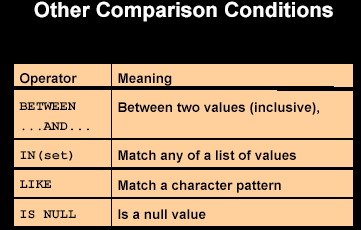 Other Comparison Conditions
Operator Meaning
BETWEEN Between two values (inclusive),
...AND...
IN(set) Match any of a list of values
LIKE Match a character pattern
IS NULL Is a null value